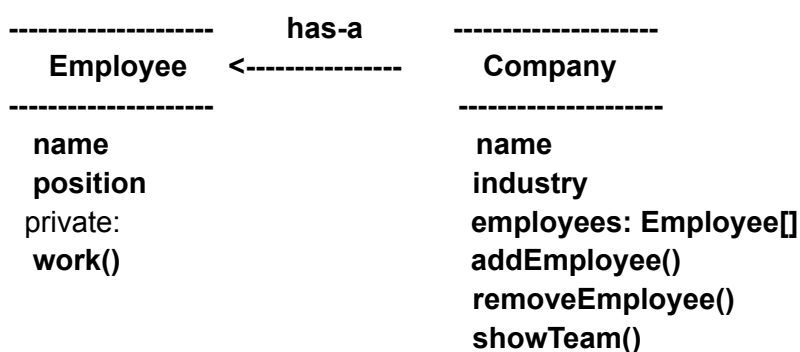 --------------------- has-a ---------------------
Employee <---------------- Company
--------------------- ---------------------
name name
position industry
private: employees: Employee[]
work() addEmployee()
removeEmployee()
showTeam()